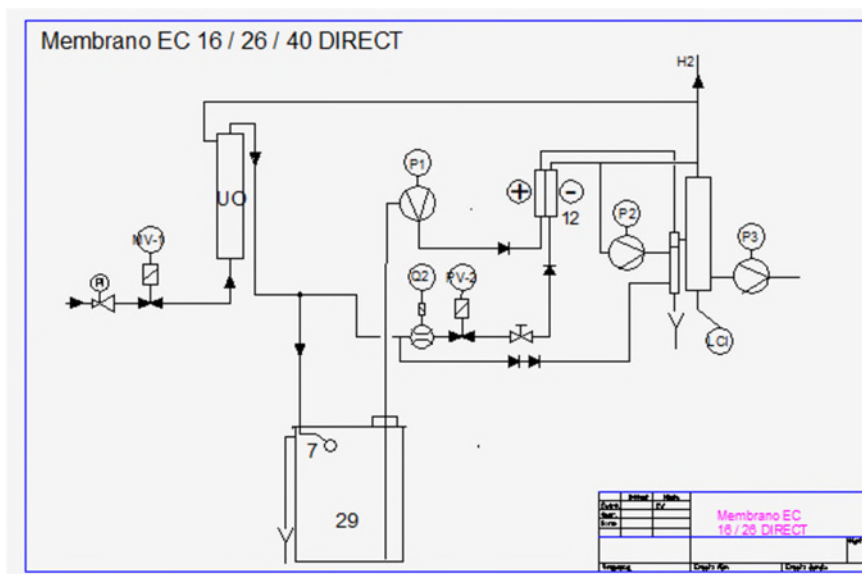 Membrano EC 16 / 26 / 40 DIRECT
H2
P1
UO
12
P2
P3
MV-1
Q2
PV-2
LCI
7
29
Membrano EC
16 / 26 DIRECT